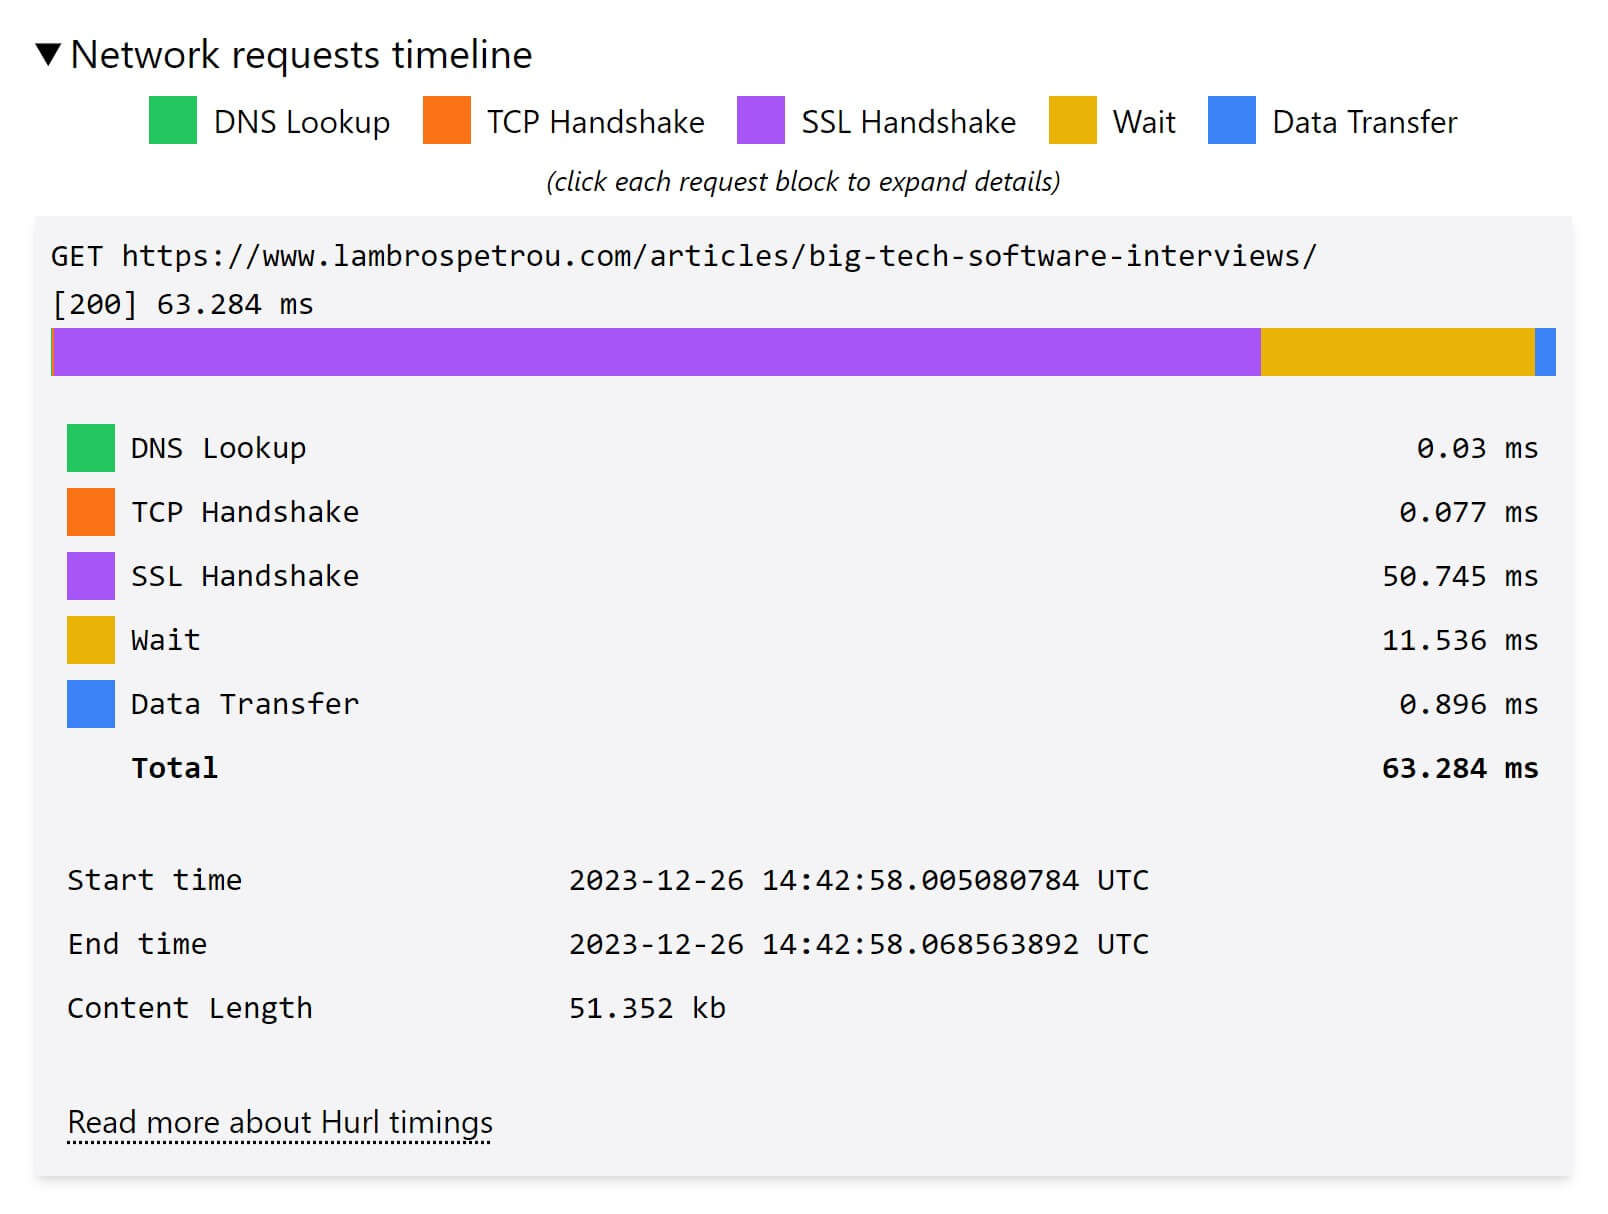 ▼ Network requests timeline
DNS Lookup TCP Handshake SSL Handshake Wait Data Transfer
(click each request block to expand details)
GET https://www.lambrospetrou.com/articles/big-tech-software-interviews/
[200] 63.284 ms
DNS Lookup 0.03 ms
TCP Handshake 0.077 ms
SSL Handshake 50.745 ms
Wait 11.536 ms
Data Transfer 0.896 ms
Total 63.284 ms
Start time 2023-12-26 14:42:58.005080784 UTC
End time 2023-12-26 14:42:58.068563892 UTC
Content Length 51.352 kb
Read more about Hurl timings